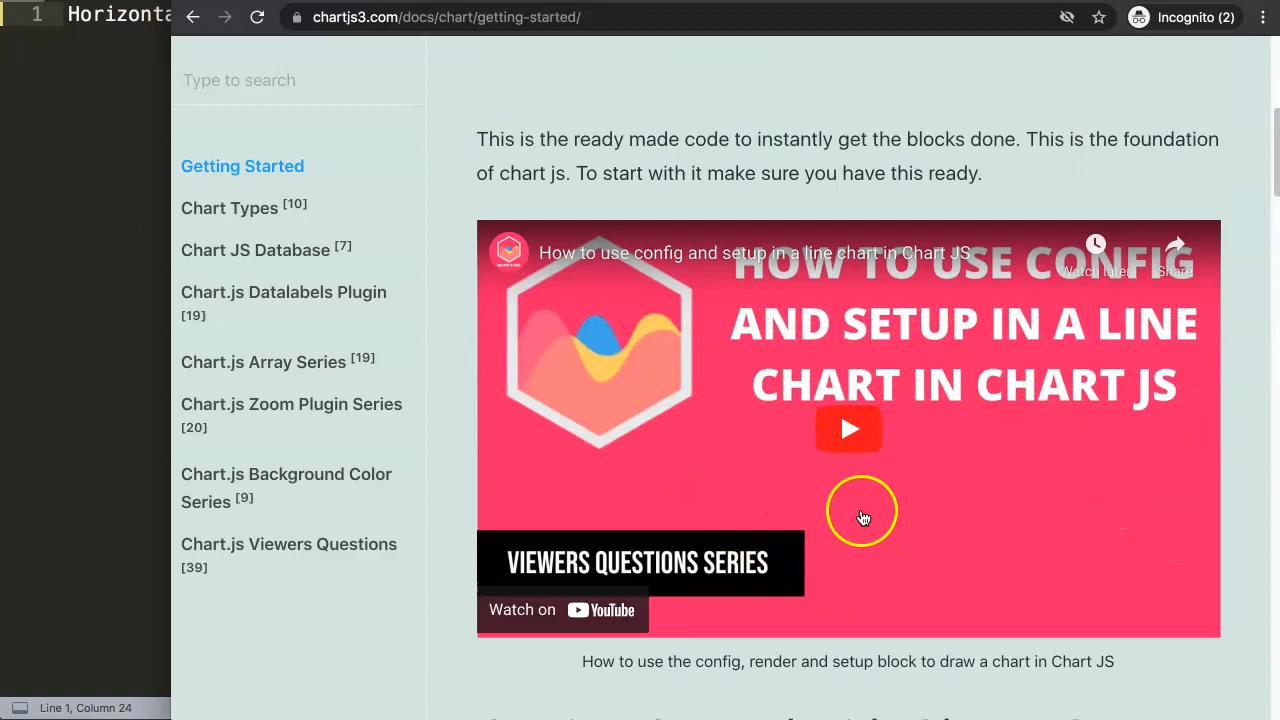 1 Horizonta
chartjs3.com/docs/chart/getting-started/
Incognito (2)
Type to search
Getting Started
Chart Types [10]
Chart JS Database [7]
Chart.js Datalabels Plugin
[19]
Chart.js Array Series [19]
Chart.js Zoom Plugin Series
[20]
Chart.js Background Color
Series [9]
Chart.js Viewers Questions
[39]
This is the ready made code to instantly get the blocks done. This is the foundation
of chart js. To start with it make sure you have this ready.
How to use config and setup in a line chart in Chart JS
Watch later
Share
HOW TO USE CONFIG
AND SETUP IN A LINE
CHART IN CHART JS
VIEWERS QUESTIONS SERIES
Watch on YouTube
How to use the config, render and setup block to draw a chart in Chart JS
Line 1, Column 24